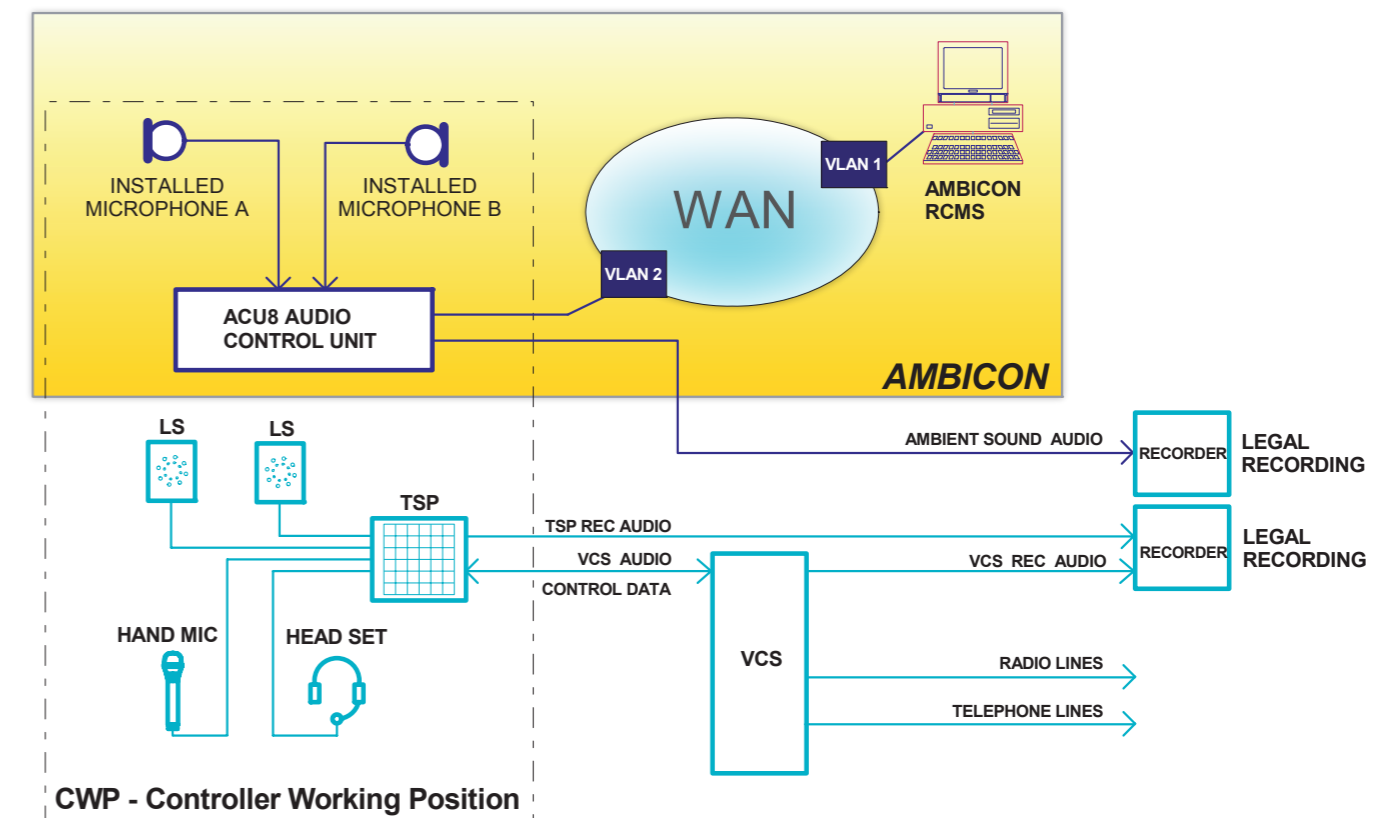 VLAN 1
AMBICON
RCMS
INSTALLED
MICROPHONE A
INSTALLED
MICROPHONE B
WAN
VLAN 2
ACU8 AUDIO
CONTROL UNIT
AMBICON
LS
LS
TSP
AMBIENT SOUND AUDIO
RECORDER
LEGAL
RECORDING
TSP REC AUDIO
VCS AUDIO
CONTROL DATA
VCS REC AUDIO
RECORDER
LEGAL
RECORDING
HAND MIC
HEAD SET
VCS
RADIO LINES
TELEPHONE LINES
CWP - Controller Working Position